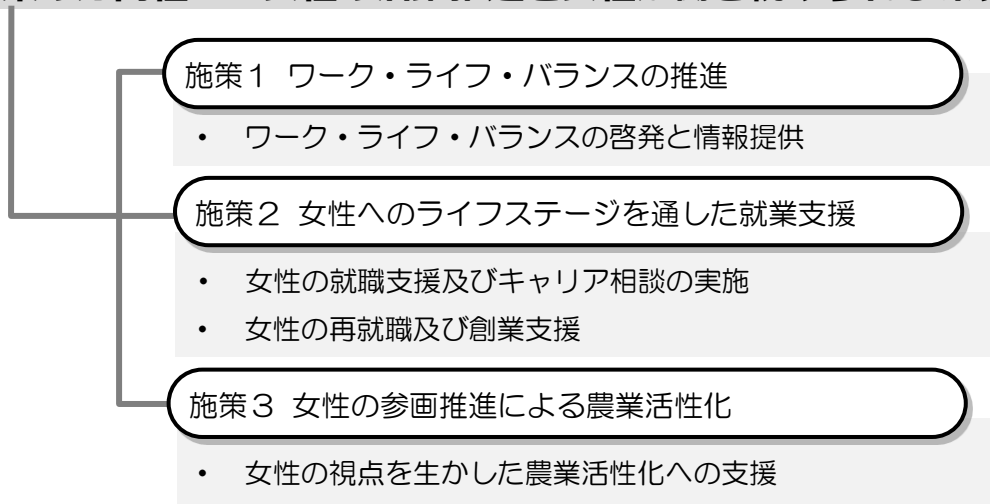 施策1 ワーク・ライフ・バランスの推進
・ ワーク・ライフ・バランスの啓発と情報提供
施策2 女性へのライフステージを通した就業支援
・ 女性の就職支援及びキャリア相談の実施
・ 女性の再就職及び創業支援
施策3 女性の参画推進による農業活性化
・ 女性の視点を生かした農業活性化への支援